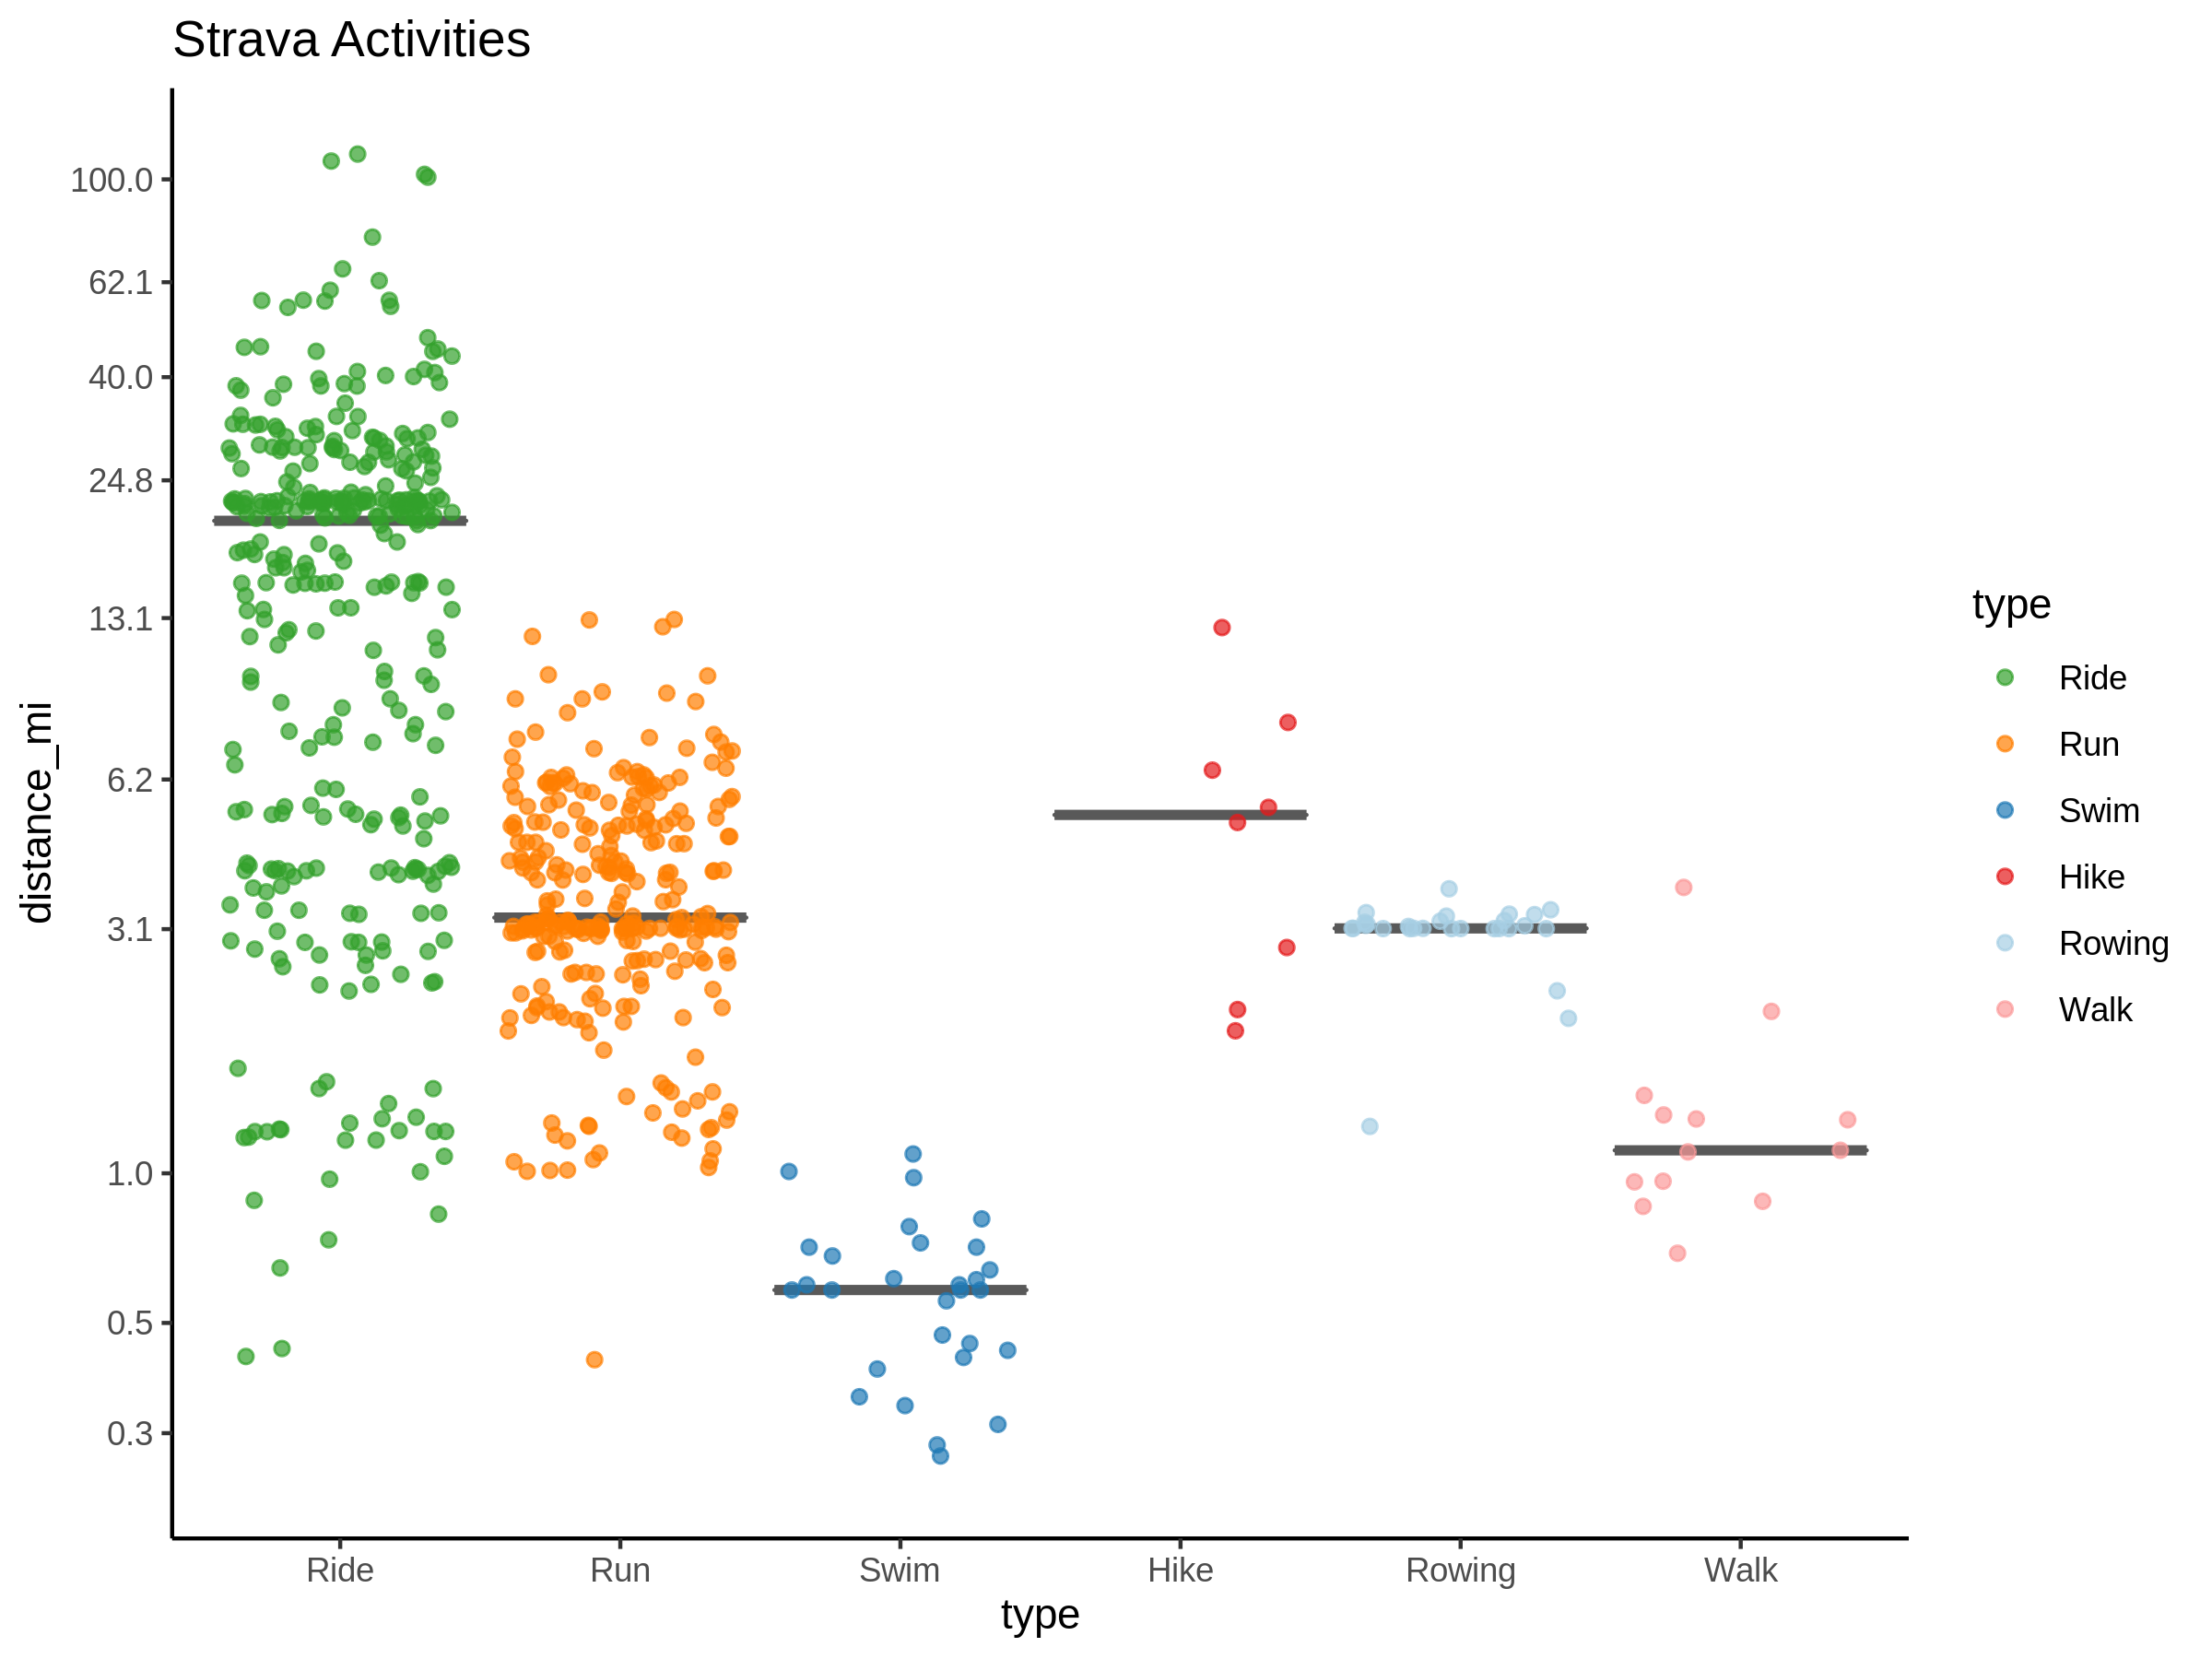 Strava Activities
distance_mi
100.0
62.1
40.0
24.8
13.1
6.2
3.1
1.0
0.5
0.3
Ride
Run
Swim
Hike
Rowing
Walk
type
type
Ride
Run
Swim
Hike
Rowing
Walk